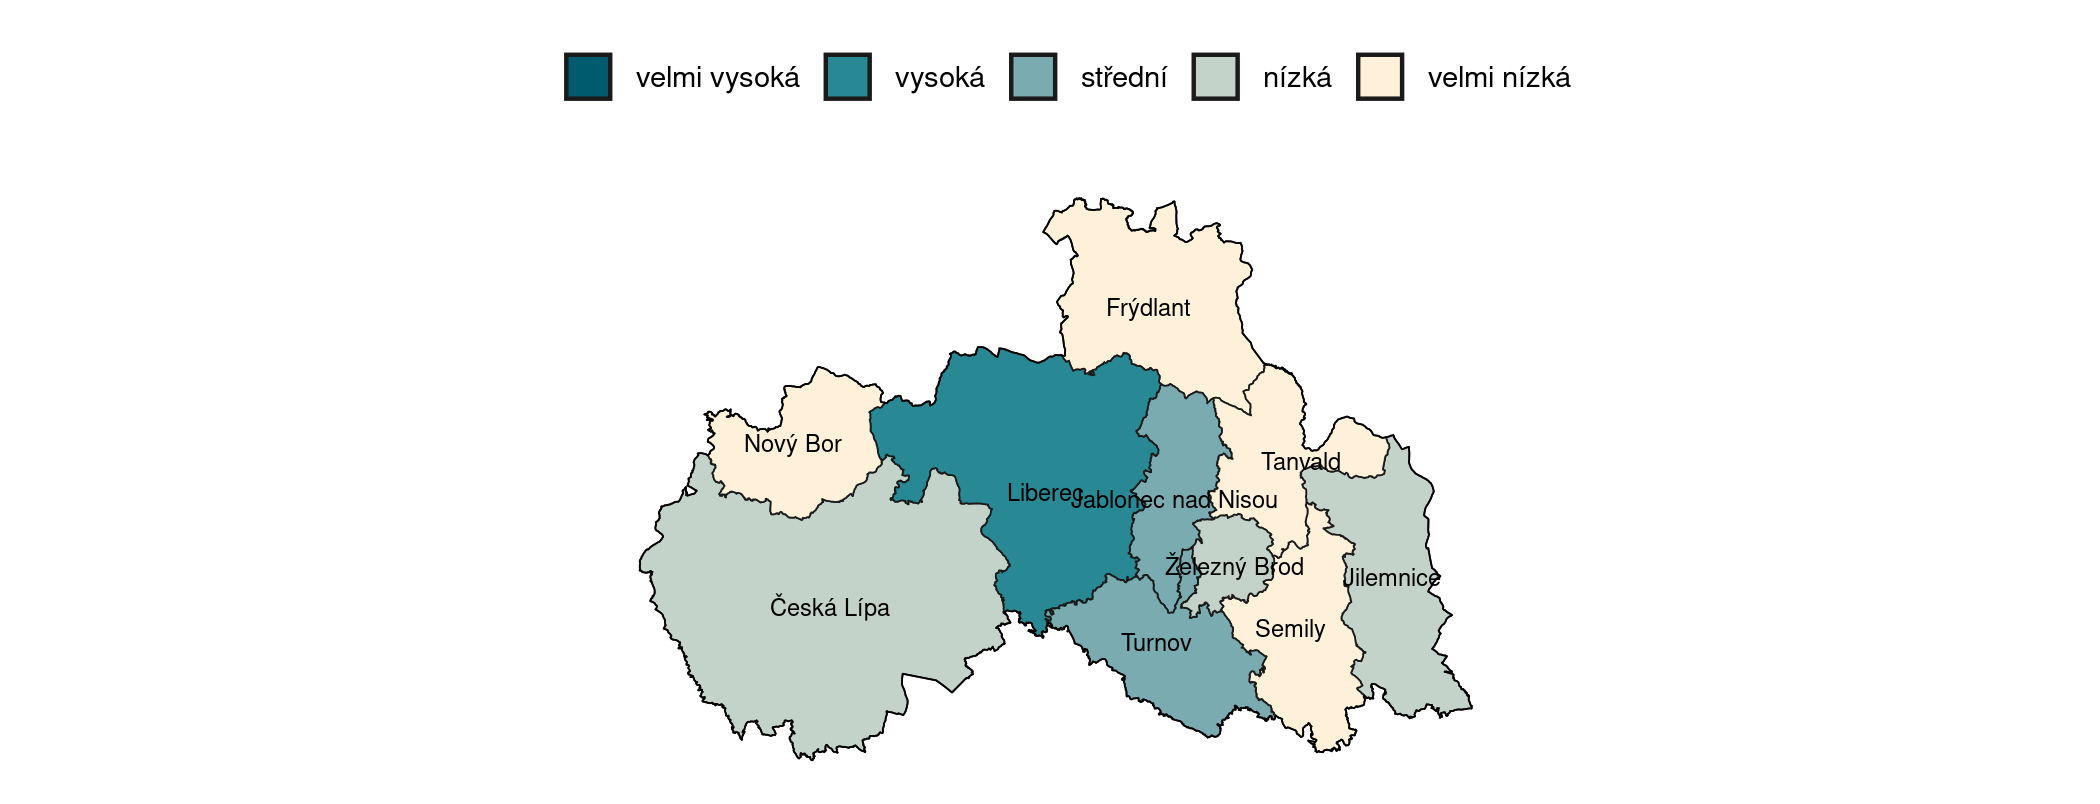 velmi vysoká
vysoká
střední
nízká
velmi nízká
Frýdlant
Nový Bor
Tanvald
Liberec
Jablonec nad Nisou
Železný Brod
Jilemnice
Česká Lípa
Semily
Turnov